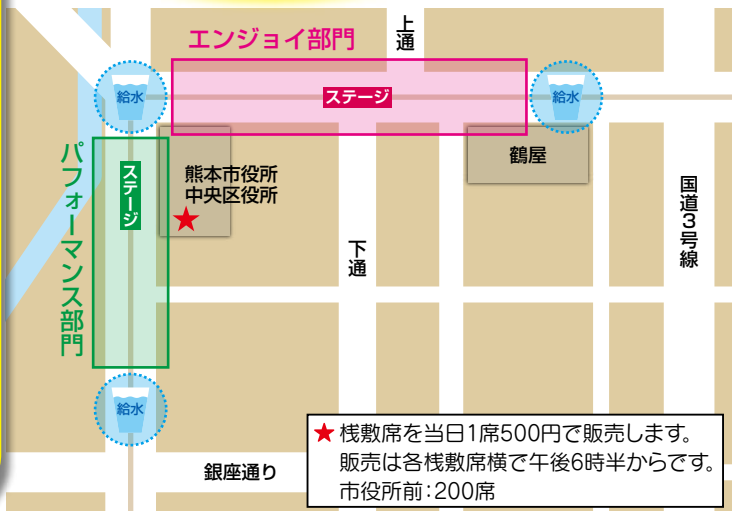 エンジョイ部門
上通
給水
ステージ
給水
パフォーマンス部門
ステージ
熊本市役所
中央区役所
★
鶴屋
国道3号線
下通
給水
銀座通り
★ 桟敷席を当日1席500円で販売します。
販売は各桟敷席横で午後6時半からです。
市役所前:200席